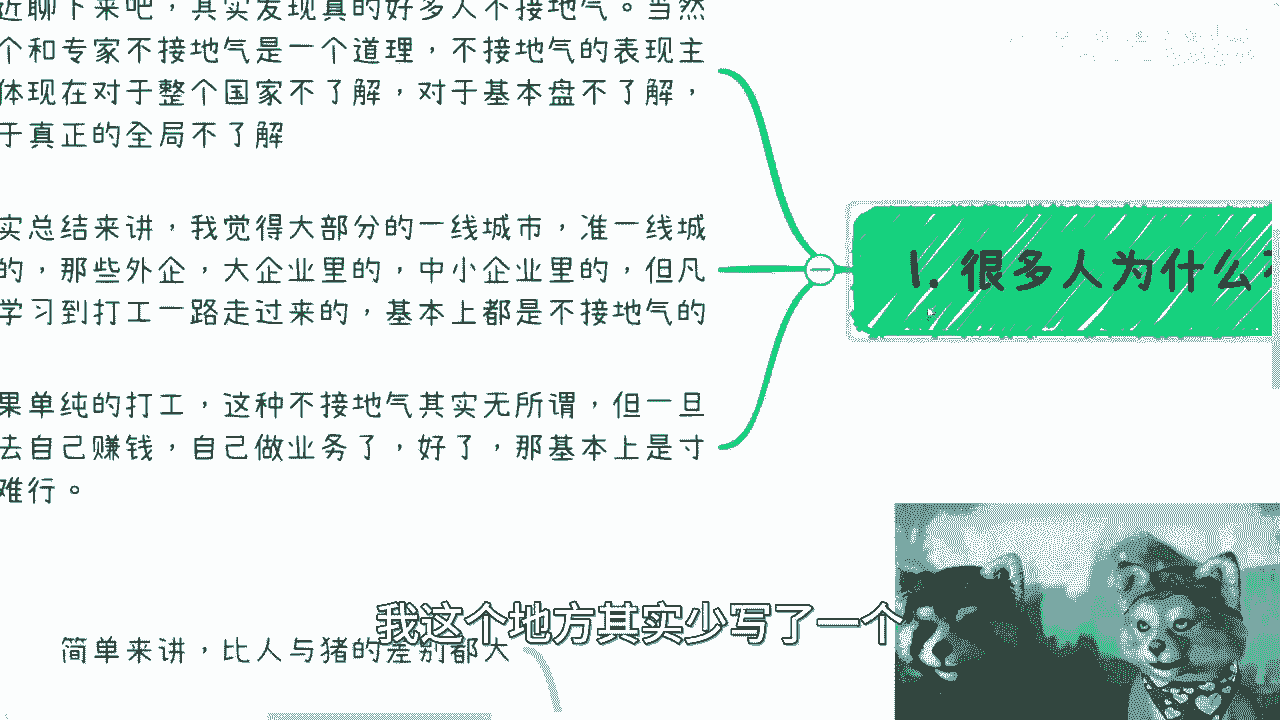 近聊下来吧，其实发现真的好多人不接地气。当然
个和专家不接地气是一个道理，不接地气的表现主
体现在对于整个国家不了解，对于基本盘不了解，
于真正的全局不了解
实总结来讲，我觉得大部分的一线城市，准一线城
的，那些外企，大企业里的，中小企业里的，但凡
学习到打工一路走过来的，基本上都是不接地气的
果单纯的打工，这种不接地气其实无所谓，但一旦
去自己赚钱，自己做业务了，好了，那基本上是寸
难行。
1. 很多人为什么
我这个地方其实少写了一个
简单来讲，比人与猪的差别都大